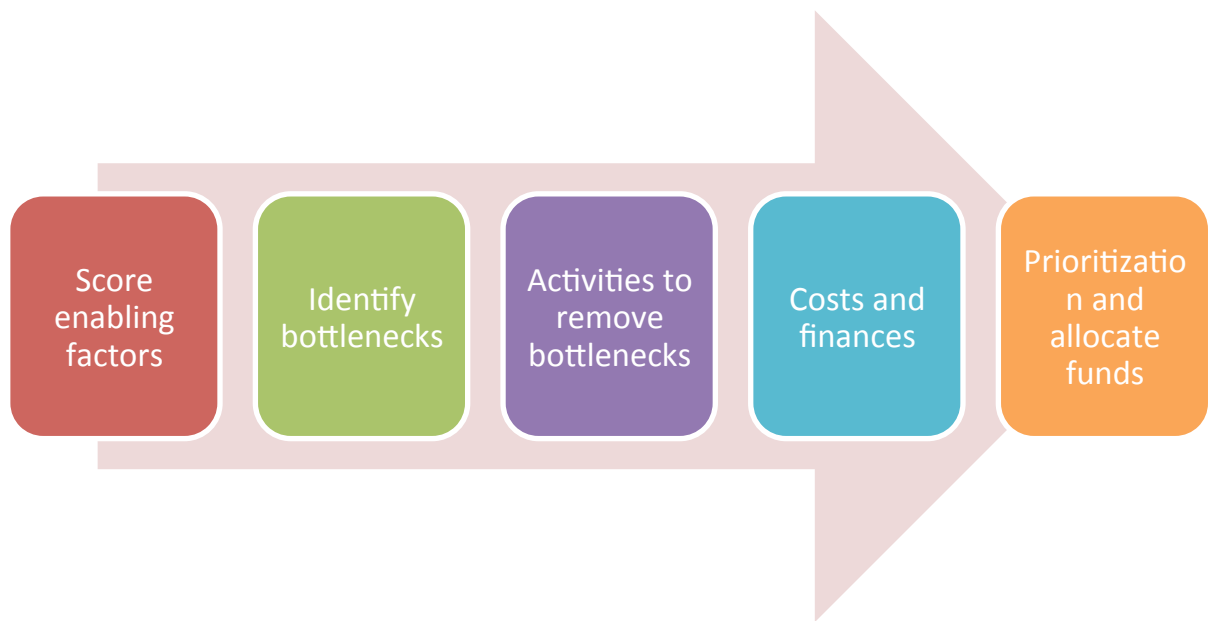 Score
enabling
factors
Identify
bottlenecks
Activities to
remove
bottlenecks
Costs and
finances
Prioritizatio
n and
allocate
funds